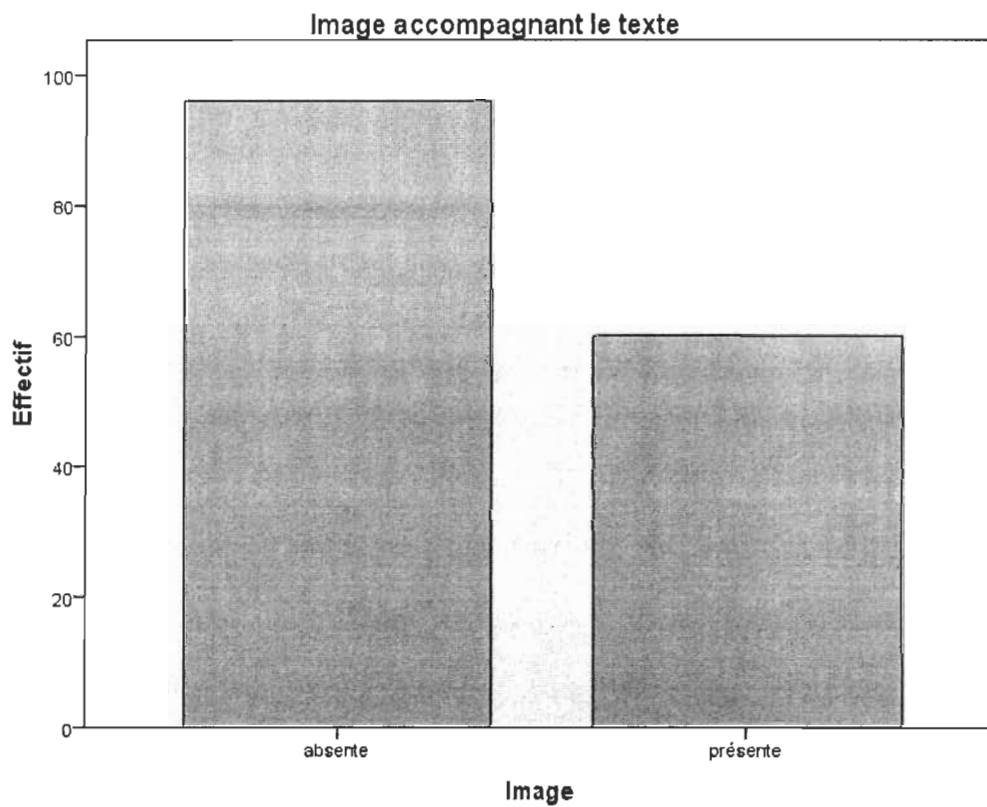 Image accompagnant le texte
100
80
60
40
20
0
Effectif
absente
présente
Image